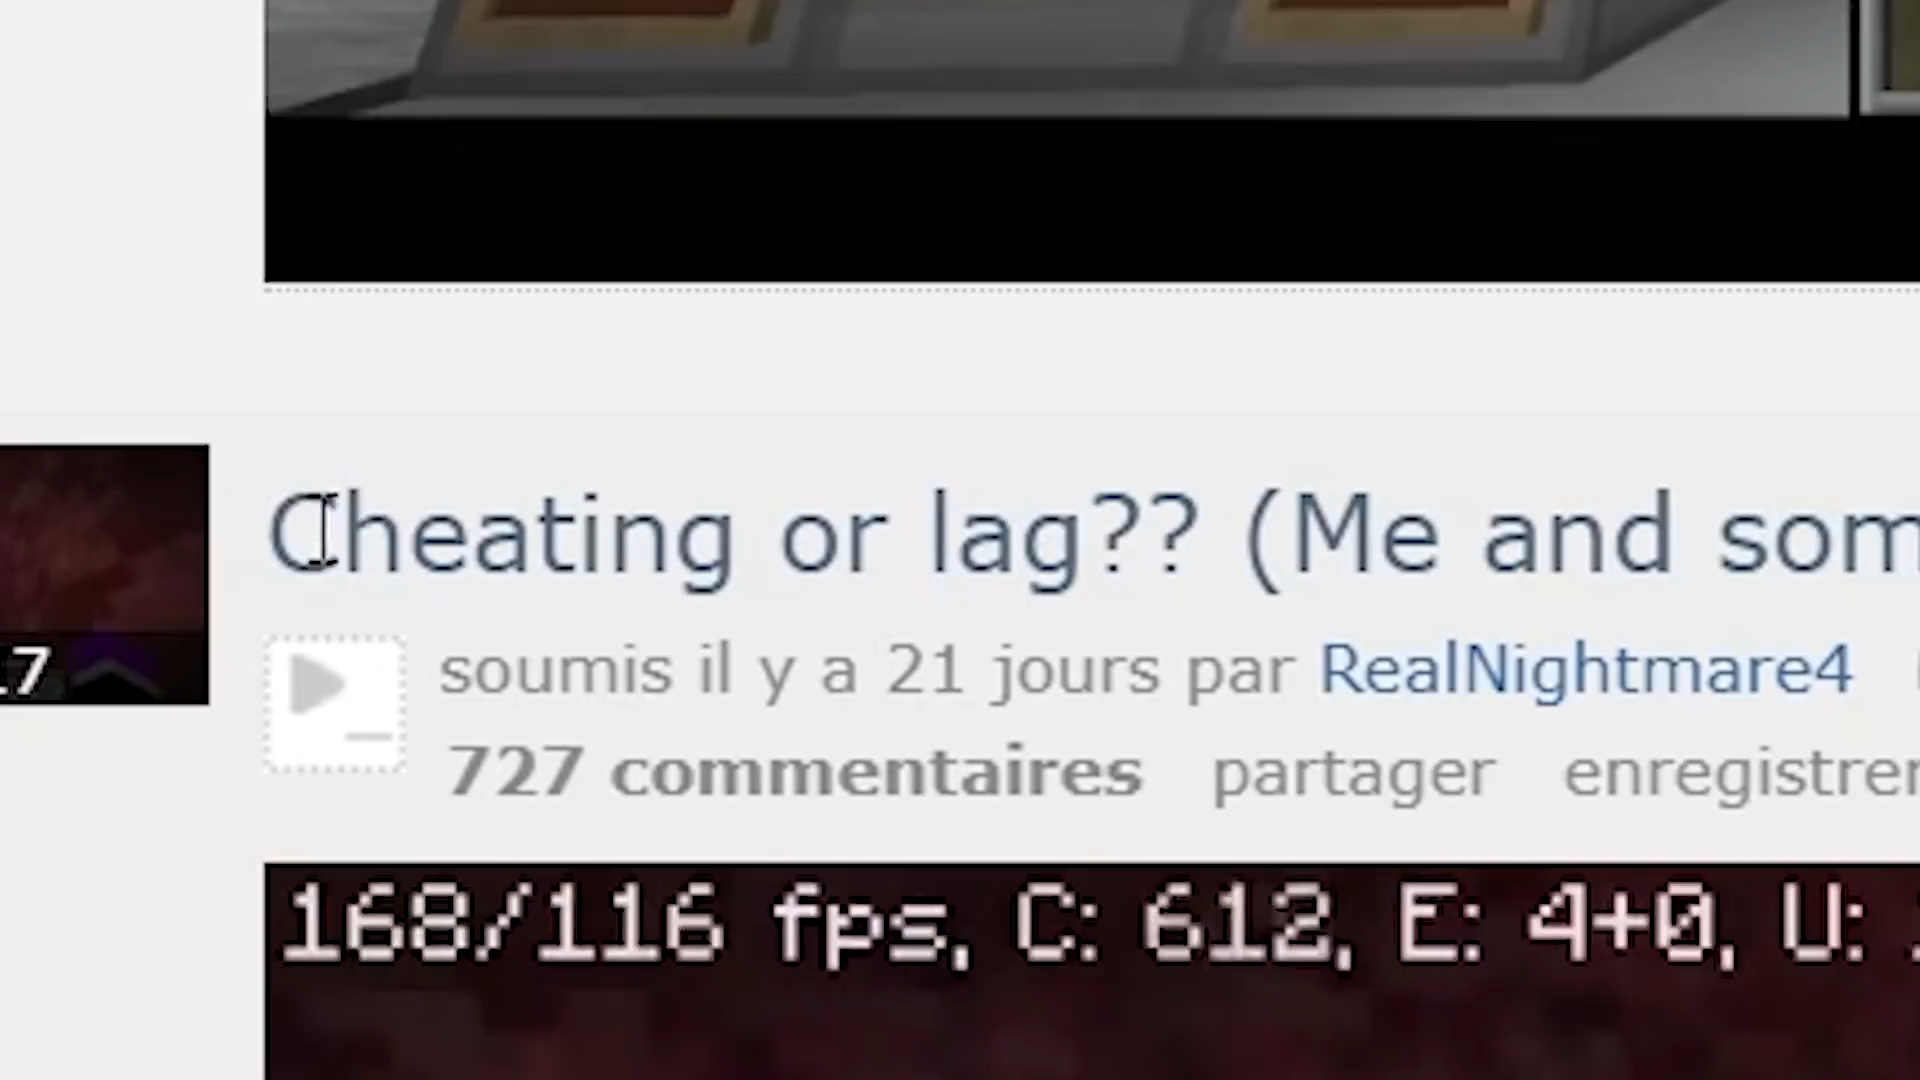 Cheating or lag?? (Me and som
17
soumis il y a 21 jours par RealNightmare4
727 commentaires partager enregistrer
168/116 fps, C: 612, E: 4+0, U: